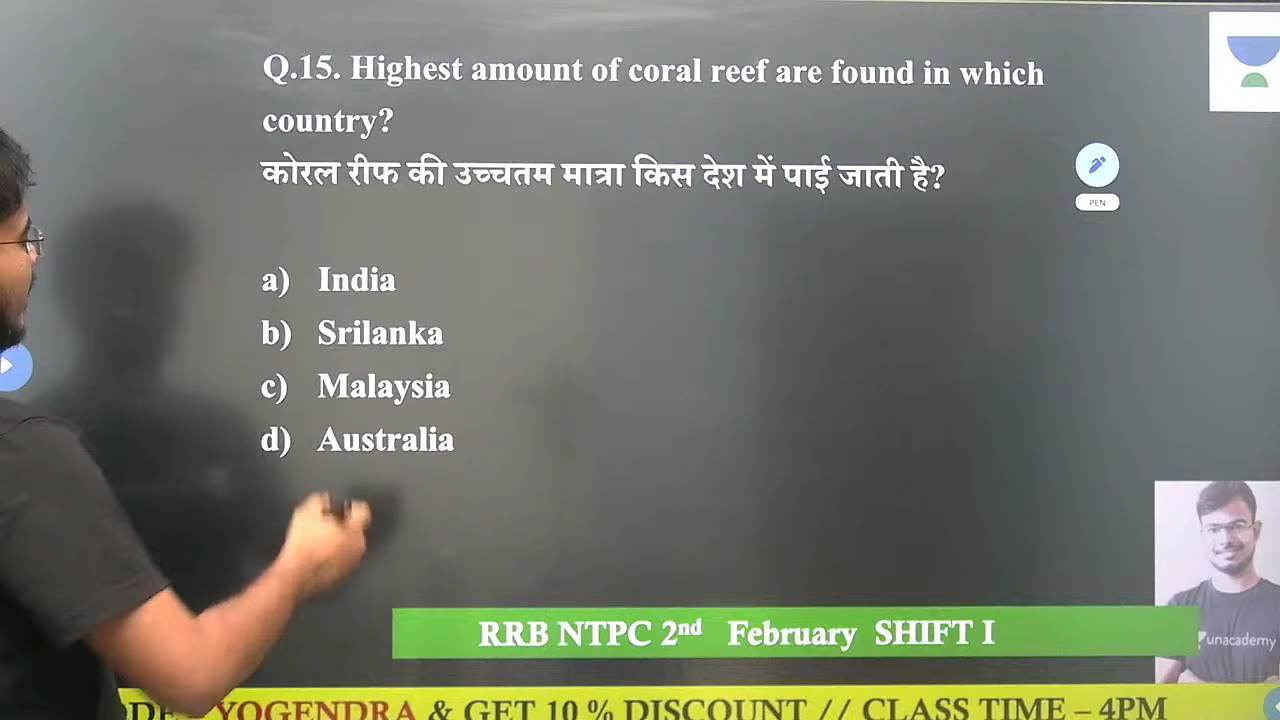 Q.15. Highest amount of coral reef are found in which
country?
कोरल रीफ की उच्चतम मात्रा किस देश में पाई जाती है?
PEN
a) India
b) Srilanka
c) Malaysia
d) Australia
RRB NTPC 2nd February SHIFT I
unacademy
YOGENDRA & GET 10 % DISCOUNT // CLASS TIME – 4PM